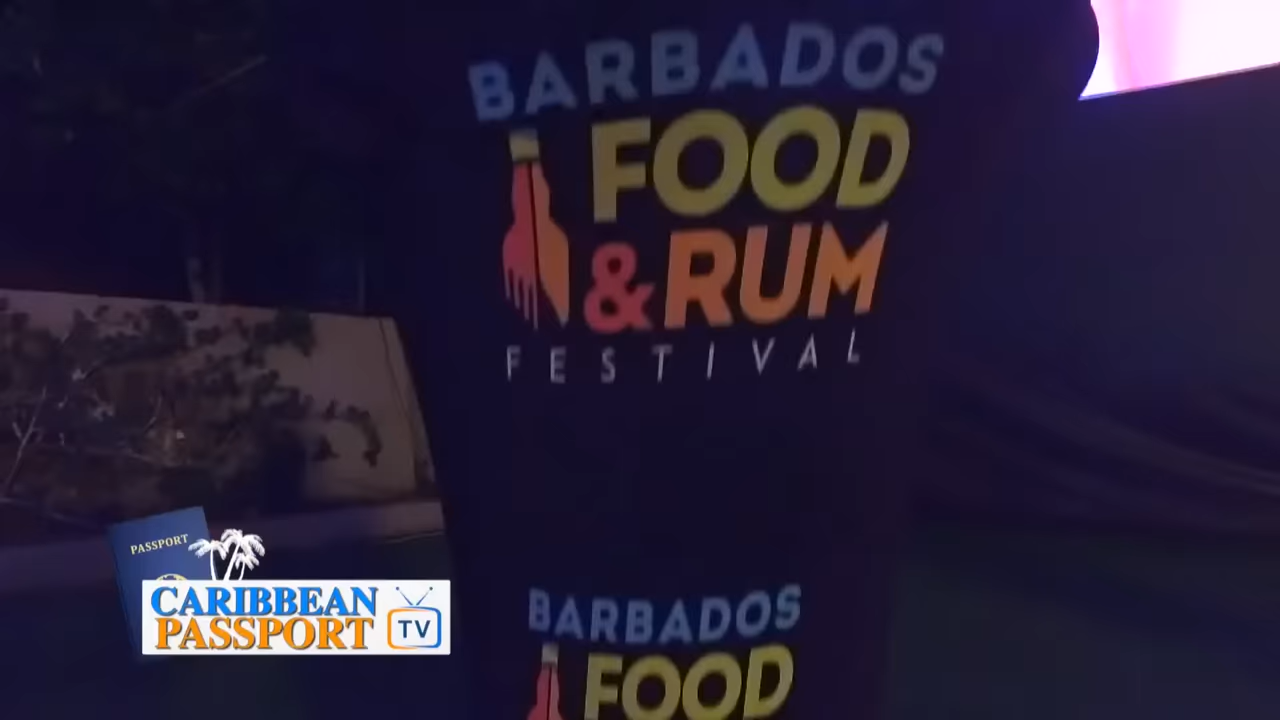 BARBADOS
FOOD
& RUM
FESTIVAL
BARBADOS
FOOD
PASSPORT
CARIBBEAN
PASSPORT
TV